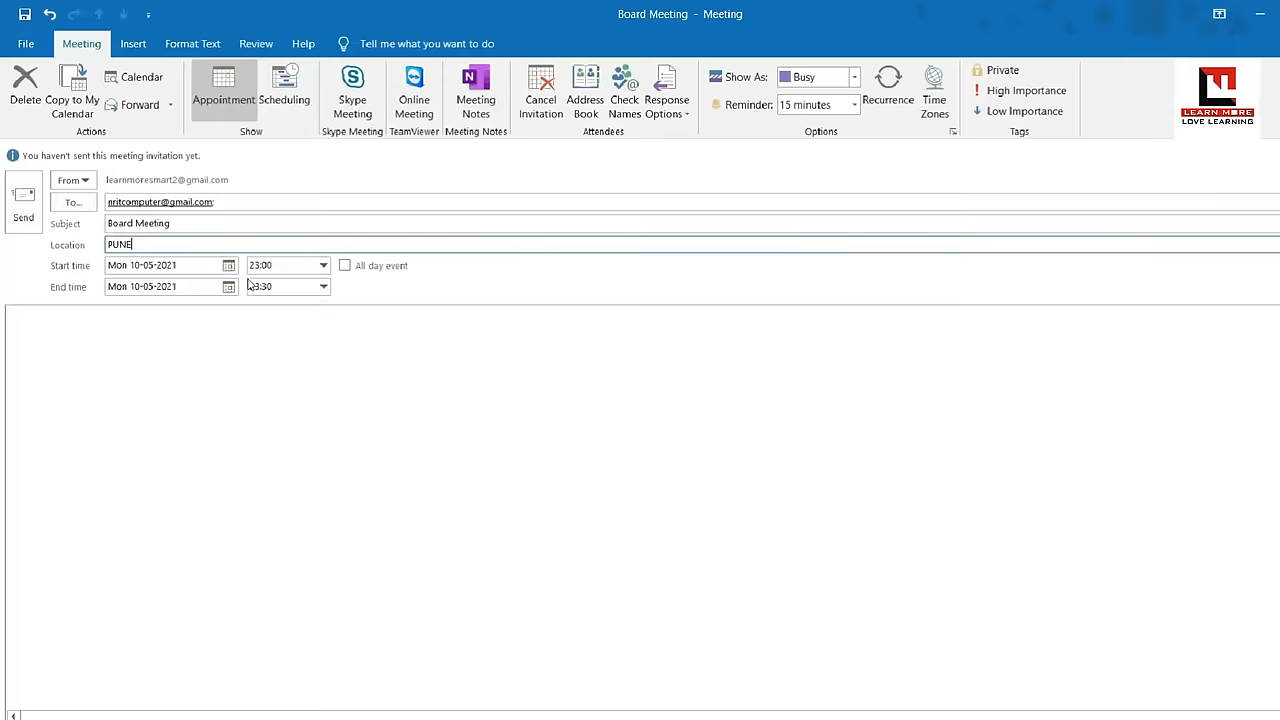 Board Meeting - Meeting
File Meeting Insert Format Text Review Help Tell me what you want to do
Delete
Copy to My
Calendar
Calendar
Forward
Actions
Appointment
Scheduling
Show
Skype
Meeting
Skype Meeting
Online
Meeting
TeamViewer
Meeting
Notes
Meeting Notes
Cancel
Invitation
Address
Book
Check
Names
Response
Options
Attendees
Show As: Busy
Reminder: 15 minutes
Recurrence
Time
Zones
Options
Private
High Importance
Low Importance
Tags
LEARN MORE
LOVE LEARNING
You haven't sent this meeting invitation yet.
Send
From learnmoresmart2@gmail.com
To... nritcomputer@gmail.com;
Subject Board Meeting
Location PUNE
Start time Mon 10-05-2021 23:00 All day event
End time Mon 10-05-2021 23:30